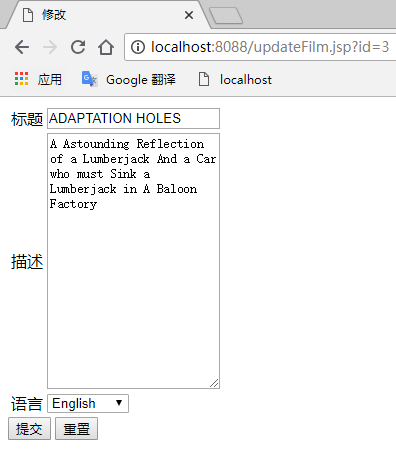 修改
localhost:8088/updateFilm.jsp?id=3
应用 Google 翻译 localhost
标题 ADAPTATION HOLES
A Astounding Reflection
of a Lumberjack And a Car
who must Sink a
Lumberjack in A Baloon
Factory
描述
语言 English
提交 重置